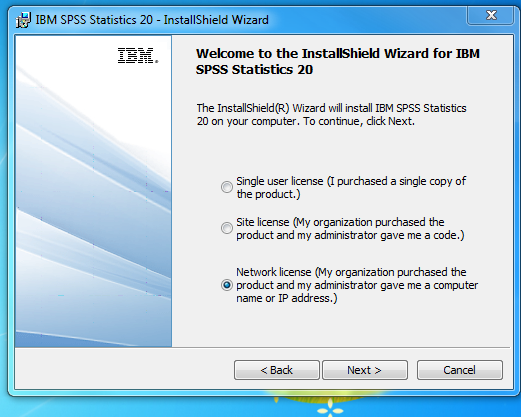 IBM SPSS Statistics 20 - InstallShield Wizard
IBM.
Welcome to the InstallShield Wizard for IBM
SPSS Statistics 20
The InstallShield(R) Wizard will install IBM SPSS Statistics
20 on your computer. To continue, click Next.
Single user license (I purchased a single copy of
the product.)
Site license (My organization purchased the
product and my administrator gave me a code.)
Network license (My organization purchased the
product and my administrator gave me a computer
name or IP address.)
< Back
Next >
Cancel